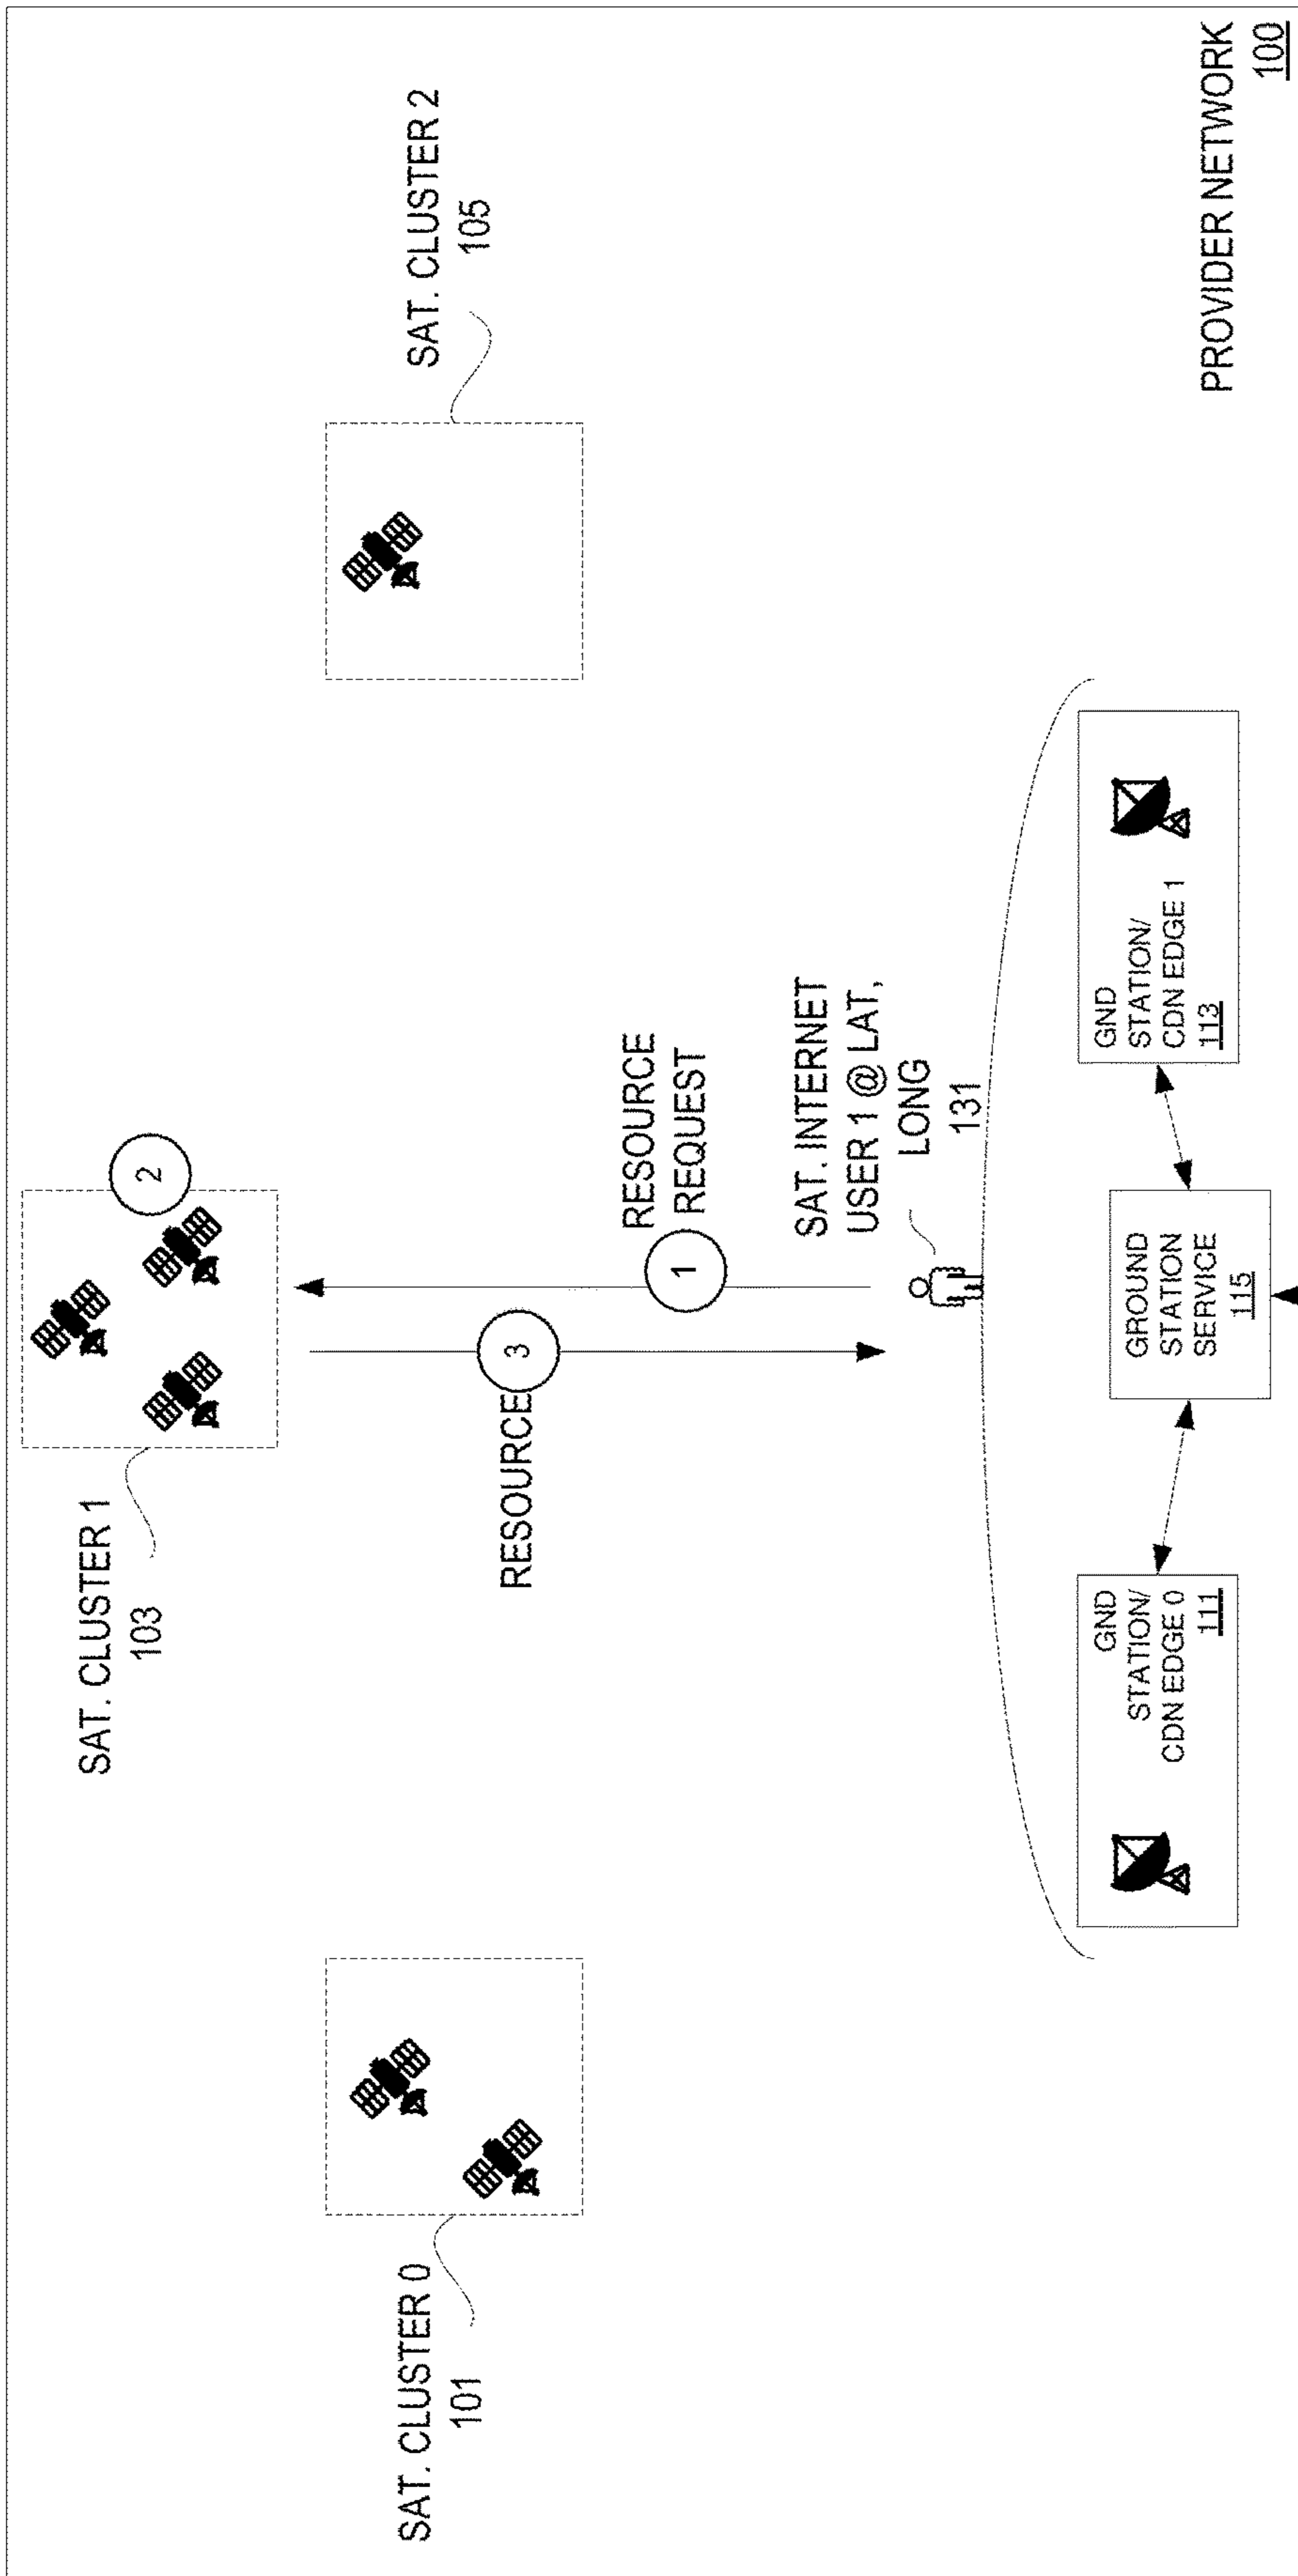 SAT. CLUSTER 1
103
2
SAT. CLUSTER 0
101
SAT. CLUSTER 2
105
RESOURCE
3
1
RESOURCE
REQUEST
SAT. INTERNET
USER 1 @ LAT,
LONG
131
GND
STATION/
CDN EDGE 0
111
GROUND
STATION
SERVICE
115
GND
STATION/
CDN EDGE 1
113
PROVIDER NETWORK
100